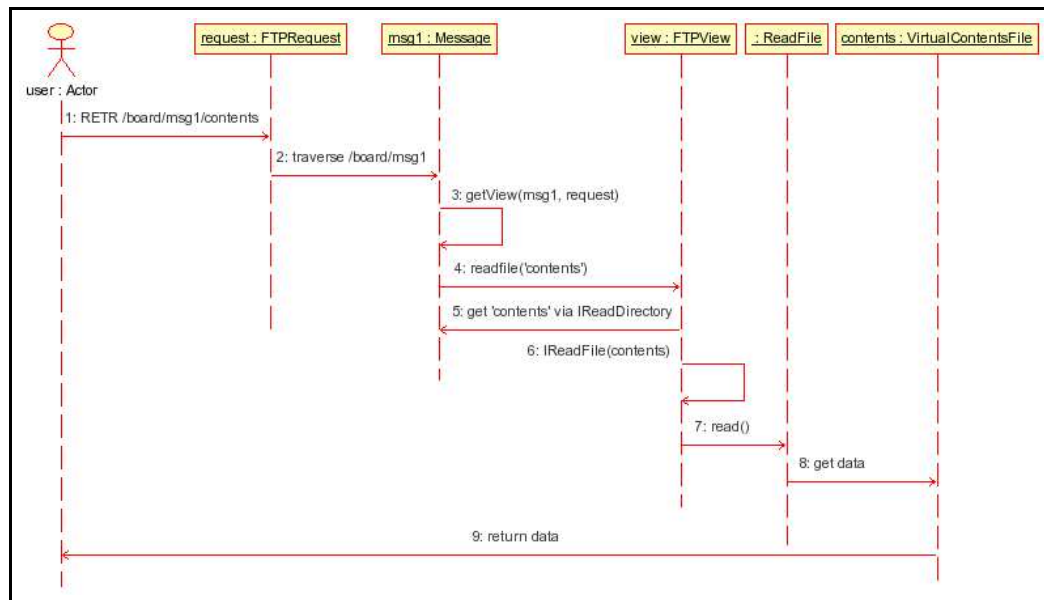 request : FTPRequest
msg1 : Message
view : FTPView
: ReadFile
contents : VirtualContentsFile
user : Actor
1: RETR /board/msg1/contents
2: traverse /board/msg1
3: getView(msg1, request)
4: readfile('contents')
5: get 'contents' via IReadDirectory
6: IReadFile(contents)
7: read()
8: get data
9: return data